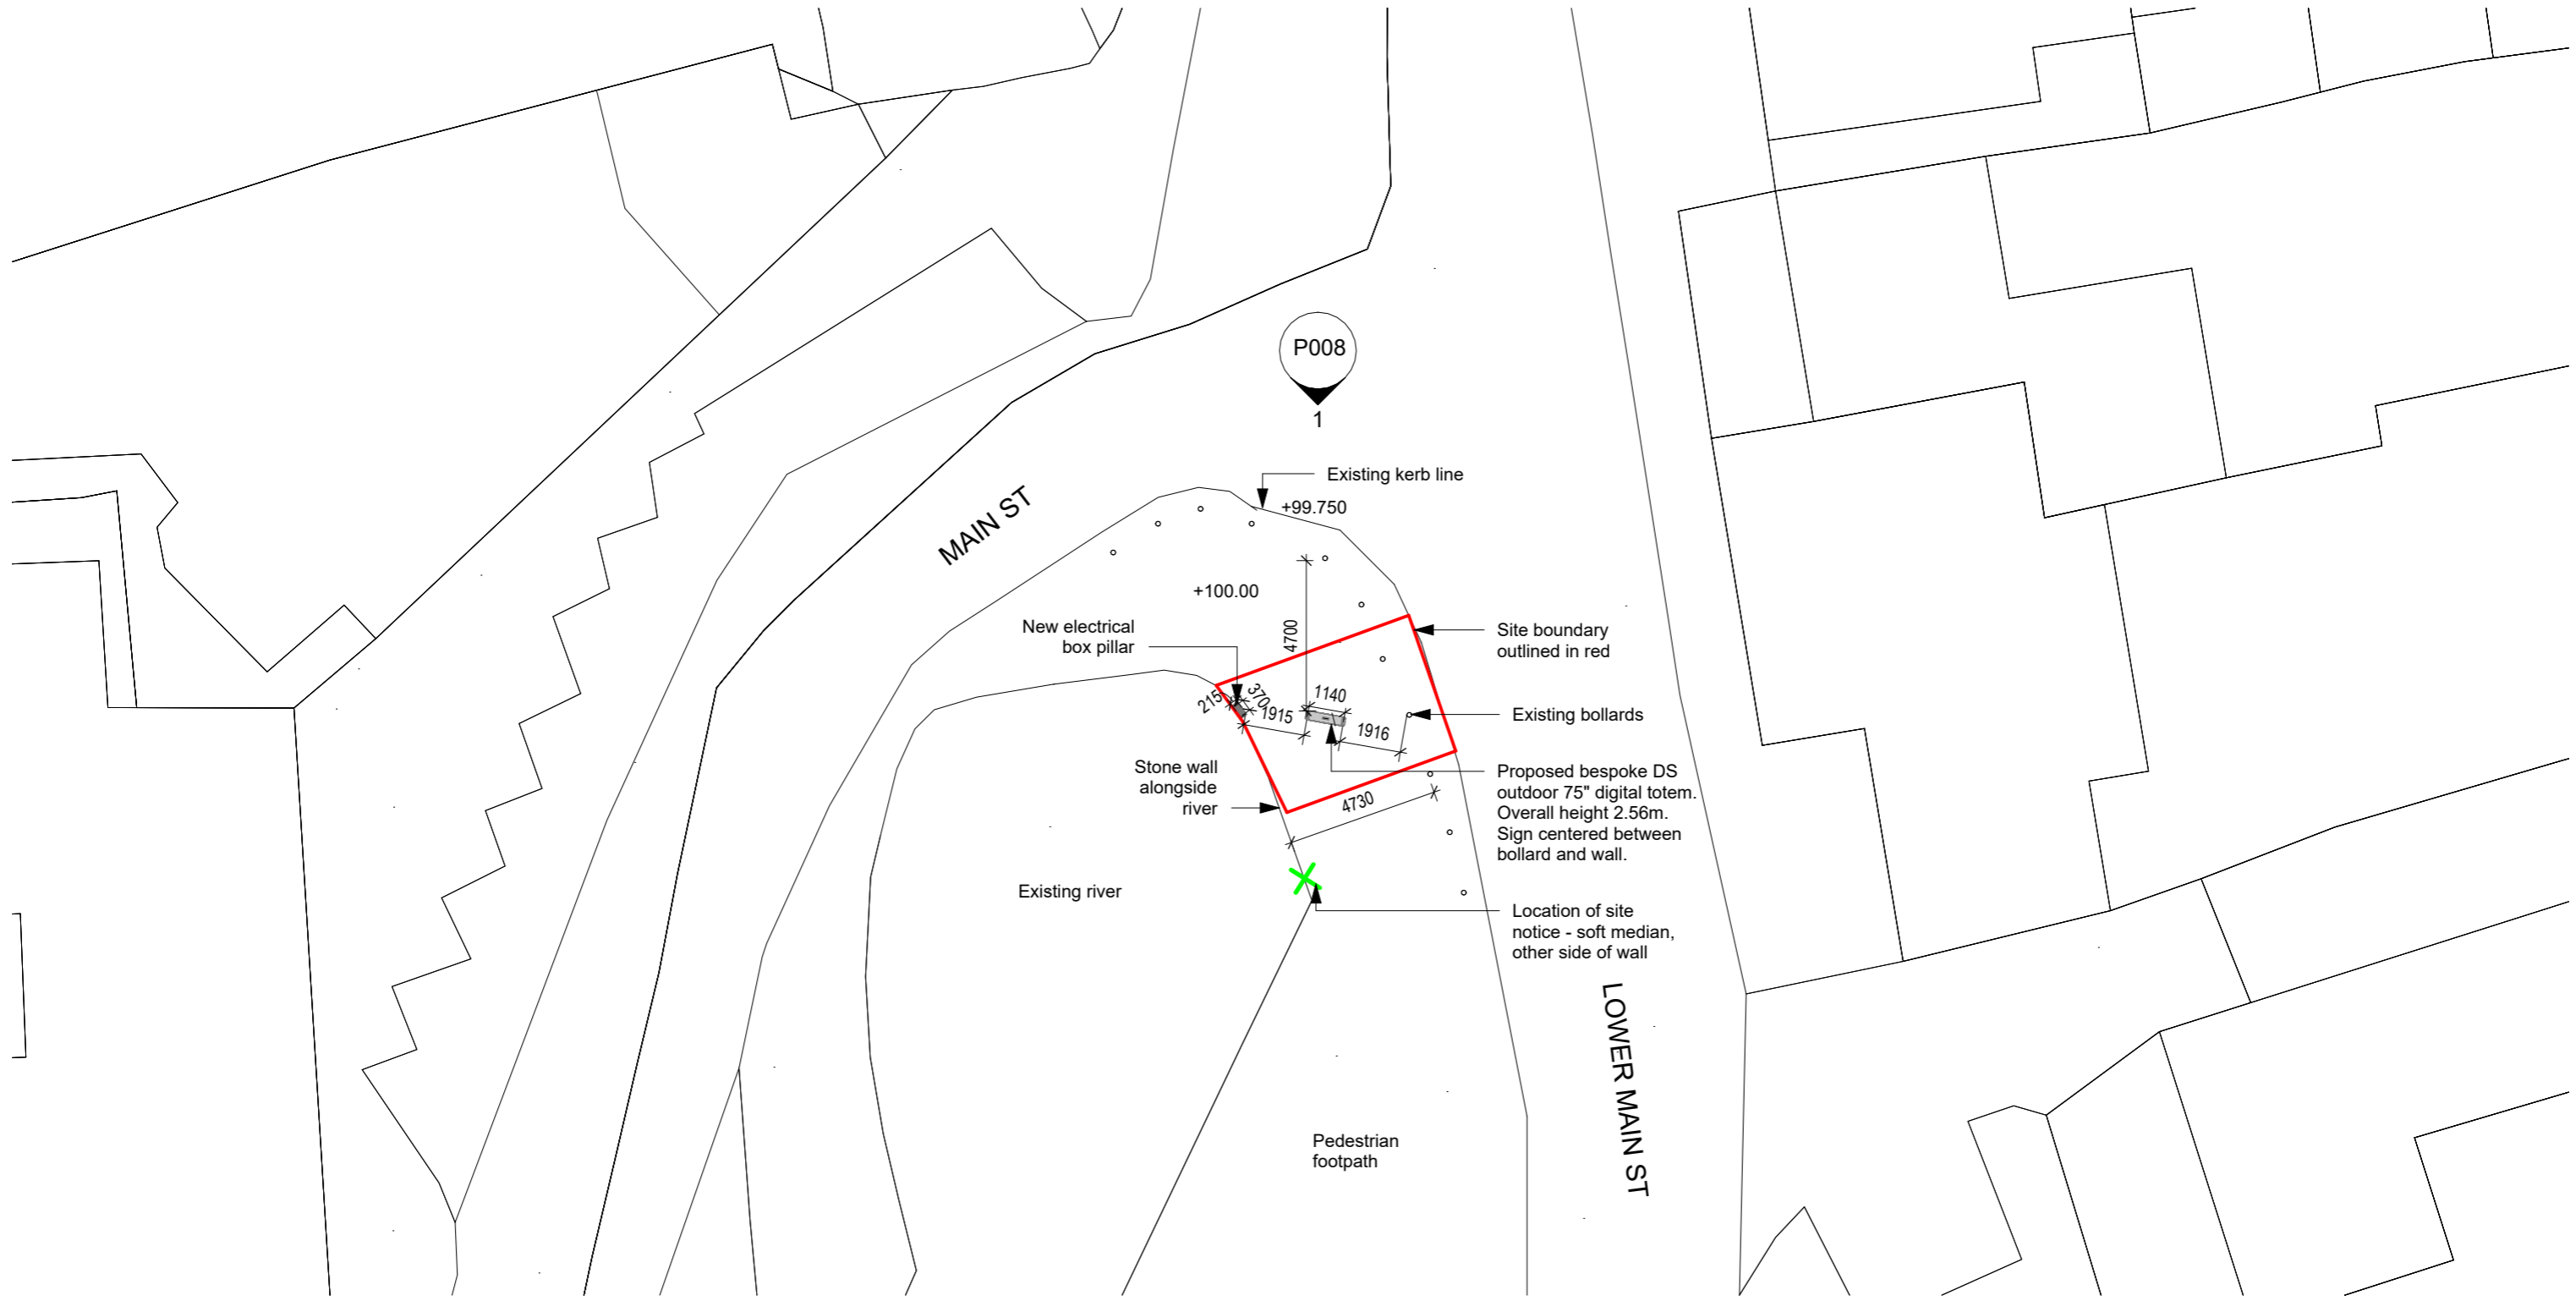 P008
1
Existing kerb line
+99.750
MAIN ST
+100.00
New electrical
box pillar
4700
Site boundary
outlined in red
215
370
1915
1140
1916
Existing bollards
Stone wall
alongside
river
Proposed bespoke DS
outdoor 75" digital totem.
Overall height 2.56m.
Sign centered between
bollard and wall.
4730
Existing river
Location of site
notice - soft median,
other side of wall
LOWER MAIN ST
Pedestrian
footpath